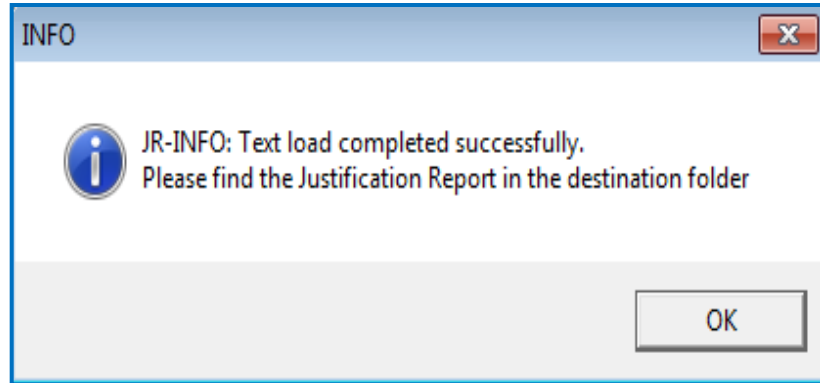 INFO
JR-INFO: Text load completed successfully.
Please find the Justification Report in the destination folder
OK